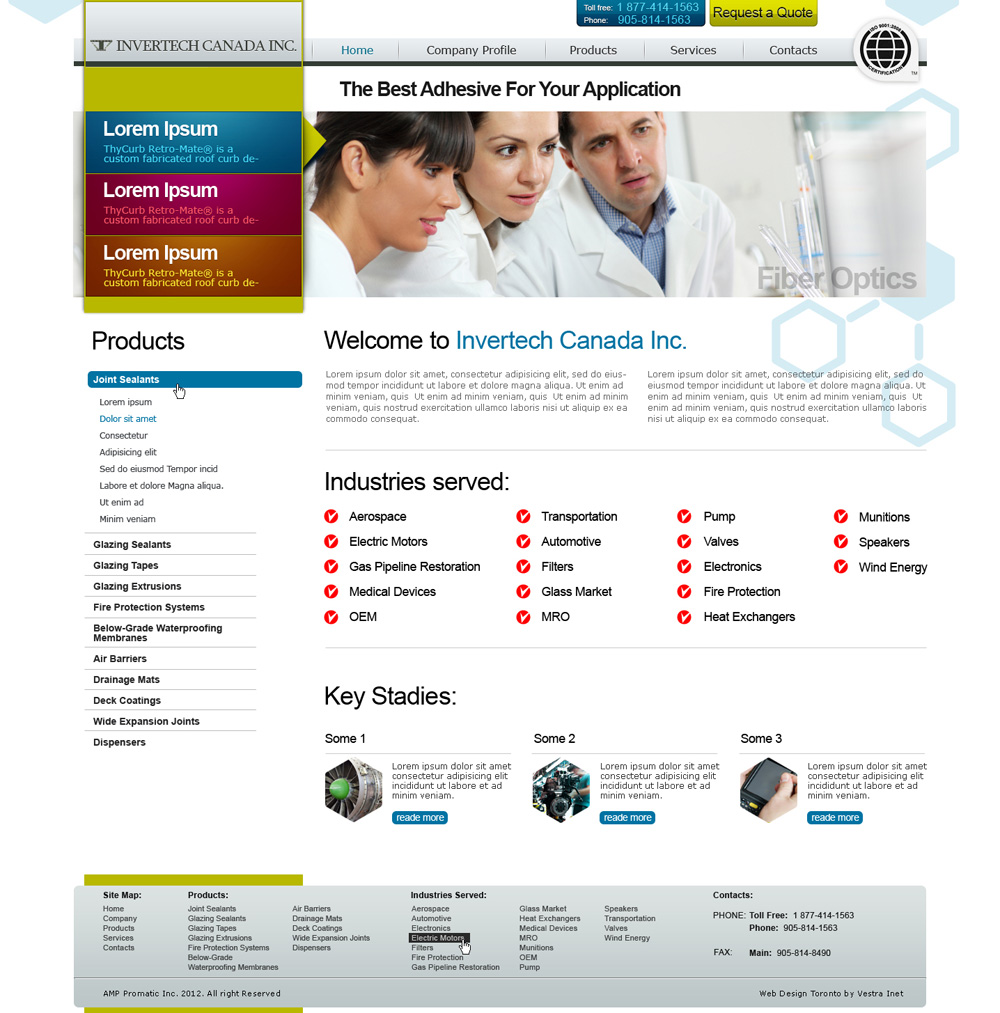 Toll free: 1 877-414-1563
Phone: 905-814-1563
Request a Quote
INVERTECH CANADA INC.
Home
Company Profile
Products
Services
Contacts
ISO 9001:2001
CERTIFICATION
TM
The Best Adhesive For Your Application
Lorem Ipsum
ThyCurb Retro-Mate® is a
custom fabricated roof curb de-
Lorem Ipsum
ThyCurb Retro-Mate® is a
custom fabricated roof curb de-
Lorem Ipsum
ThyCurb Retro-Mate® is a
custom fabricated roof curb de-
Fiber Optics
Products
Joint Sealants
Lorem ipsum
Dolor sit amet
Consectetur
Adipisicing elit
Sed do eiusmod Tempor incid
Labore et dolore Magna aliqua.
Ut enim ad
Minim veniam
Glazing Sealants
Glazing Tapes
Glazing Extrusions
Fire Protection Systems
Below-Grade Waterproofing
Membranes
Air Barriers
Drainage Mats
Deck Coatings
Wide Expansion Joints
Dispensers
Welcome to Invertech Canada Inc.
Lorem ipsum dolor sit amet, consectetur adipisicing elit, sed do eius-
mod tempor incididunt ut labore et dolore magna aliqua. Ut enim ad
minim veniam, quis  Ut enim ad minim veniam, quis  Ut enim ad minim
veniam, quis nostrud exercitation ullamco laboris nisi ut aliquip ex ea
commodo consequat.
Lorem ipsum dolor sit amet, consectetur adipisicing elit, sed do
eiusmod tempor incididunt ut labore et dolore magna aliqua. Ut
enim ad minim veniam, quis  Ut enim ad minim veniam, quis  Ut
enim ad minim veniam, quis nostrud exercitation ullamco laboris
nisi ut aliquip ex ea commodo consequat.
Industries served:
Aerospace
Electric Motors
Gas Pipeline Restoration
Medical Devices
OEM
Transportation
Automotive
Filters
Glass Market
MRO
Pump
Valves
Electronics
Fire Protection
Heat Exchangers
Munitions
Speakers
Wind Energy
Key Stadies:
Some 1
Lorem ipsum dolor sit amet
consectetur adipisicing elit
incididunt ut labore et ad
minim veniam.
reade more
Some 2
Lorem ipsum dolor sit amet
consectetur adipisicing elit
incididunt ut labore et ad
minim veniam.
reade more
Some 3
Lorem ipsum dolor sit amet
consectetur adipisicing elit
incididunt ut labore et ad
minim veniam.
reade more
Site Map:
Home
Company
Products
Services
Contacts
Products:
Joint Sealants
Glazing Sealants
Glazing Tapes
Glazing Extrusions
Fire Protection Systems
Below-Grade
Waterproofing Membranes
Air Barriers
Drainage Mats
Deck Coatings
Wide Expansion Joints
Dispensers
Industries Served:
Aerospace
Automotive
Electronics
Electric Motors
Filters
Fire Protection
Gas Pipeline Restoration
Glass Market
Heat Exchangers
Medical Devices
MRO
Munitions
OEM
Pump
Speakers
Transportation
Valves
Wind Energy
Contacts:
PHONE: Toll Free: 1 877-414-1563
Phone: 905-814-1563
FAX: Main: 905-814-8490
AMP Promatic Inc. 2012. All right Reserved
Web Design Toronto by Vestra Inet